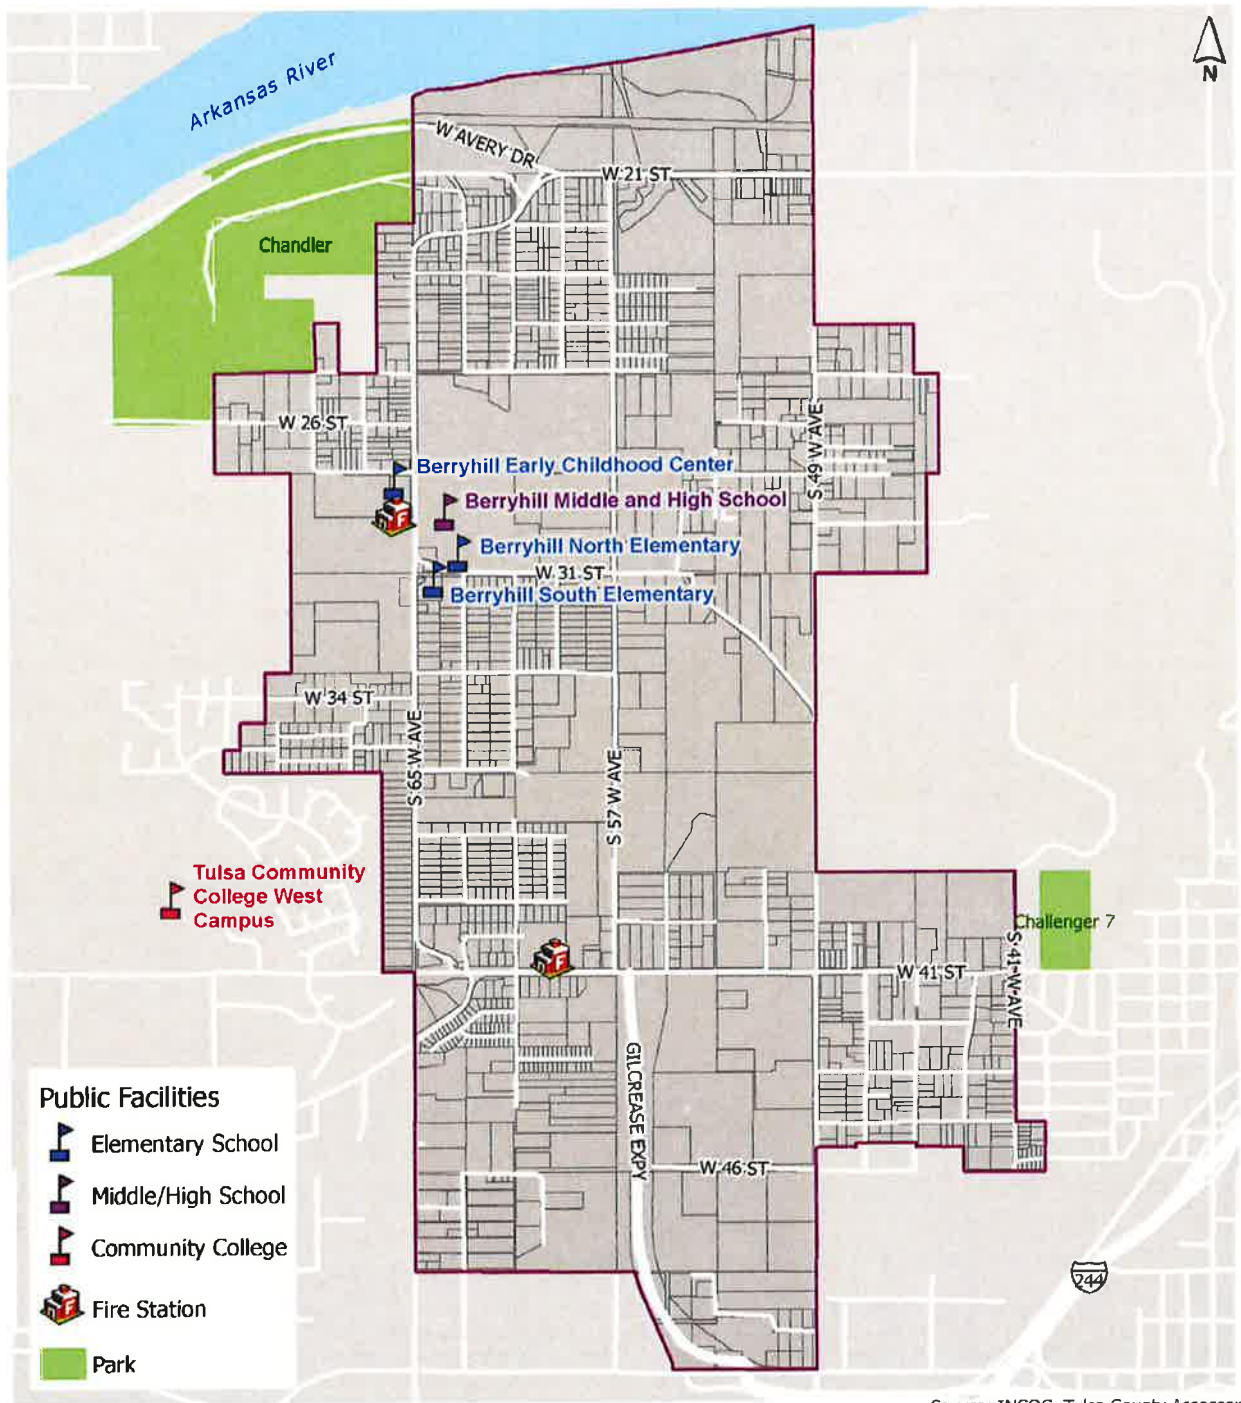 Arkansas River
N
W AVERY DR
W 21 ST
Chandler
W 26 ST
S 49 W AVE
Berryhill Early Childhood Center
Berryhill Middle and High School
Berryhill North Elementary
W 31 ST
Berryhill South Elementary
W 34 ST
S 65 W AVE
S 57 W AVE
Tulsa Community
College West
Campus
Challenger 7
S 41 W AVE
W 41 ST
GILCREASE EXPY
W 46 ST
244
Public Facilities
Elementary School
Middle/High School
Community College
Fire Station
Park
F
F
F